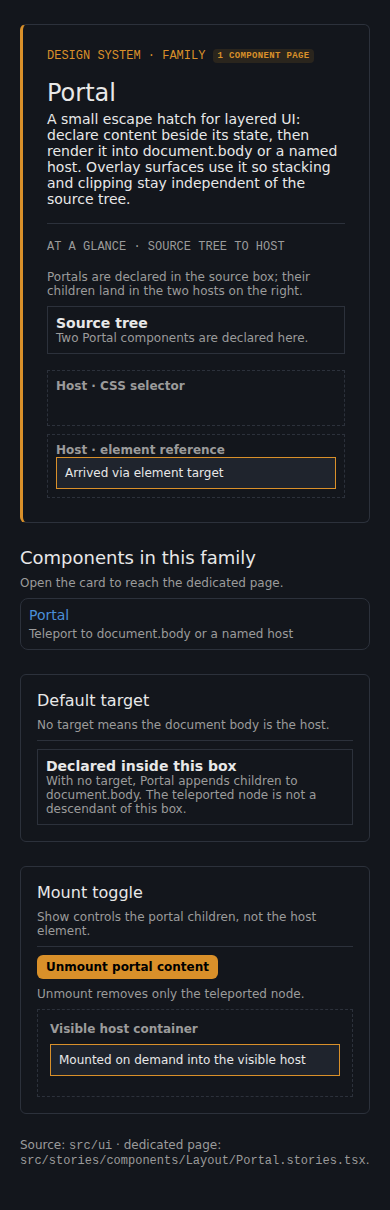 DESIGN SYSTEM · FAMILY 1 COMPONENT PAGE
Portal
A small escape hatch for layered UI:
declare content beside its state, then
render it into document.body or a named
host. Overlay surfaces use it so stacking
and clipping stay independent of the
source tree.
AT A GLANCE · SOURCE TREE TO HOST
Portals are declared in the source box; their
children land in the two hosts on the right.
Source tree
Two Portal components are declared here.
Host · CSS selector
Host · element reference
Arrived via element target
Components in this family
Open the card to reach the dedicated page.
Portal
Teleport to document.body or a named host
Default target
No target means the document body is the host.
Declared inside this box
With no target, Portal appends children to
document.body. The teleported node is not a
descendant of this box.
Mount toggle
Show controls the portal children, not the host
element.
Unmount portal content
Unmount removes only the teleported node.
Visible host container
Mounted on demand into the visible host
Source: src/ui · dedicated page:
src/stories/components/Layout/Portal.stories.tsx.